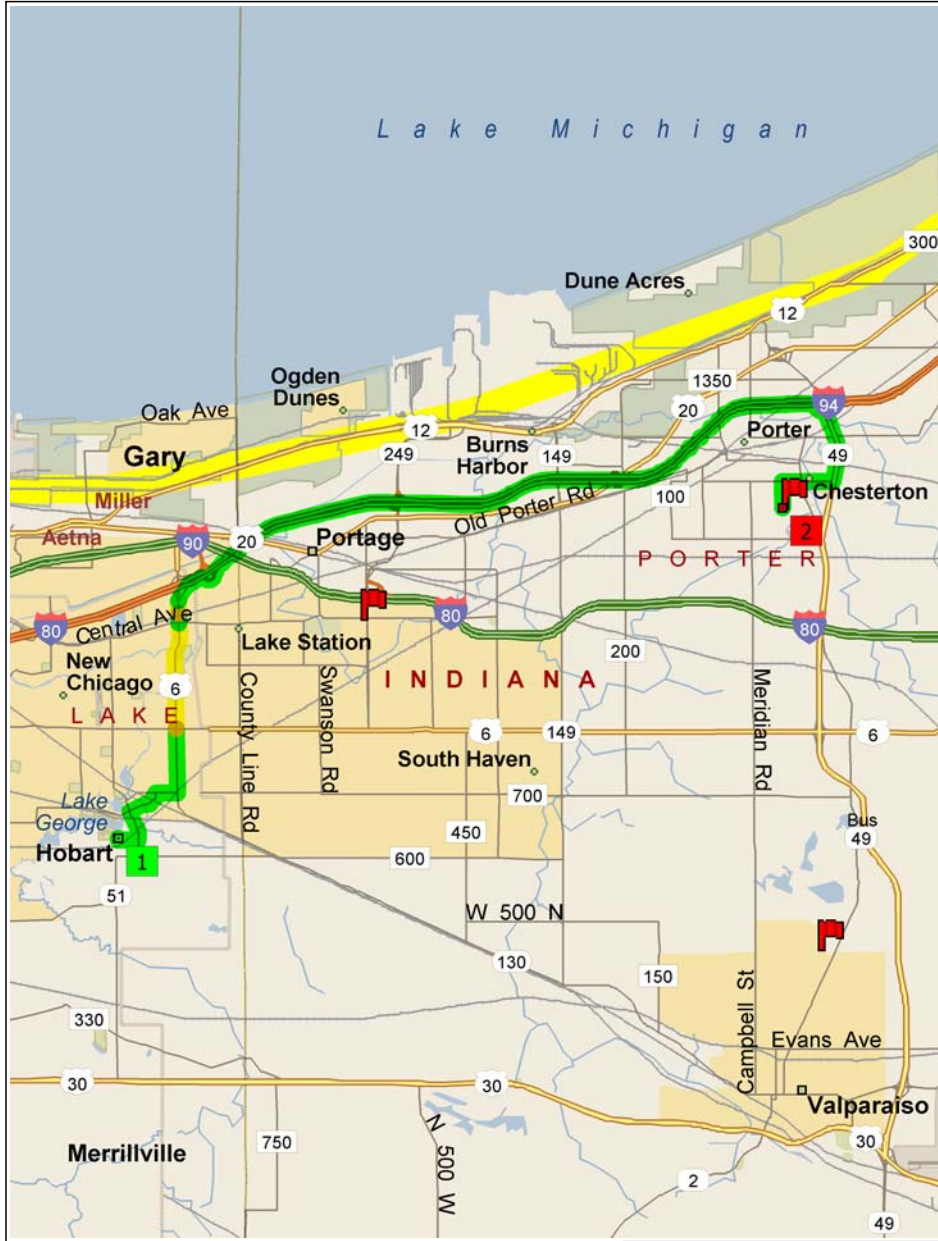 Lake Michigan
300
Dune Acres
12
Ogden
Dunes
1350
Oak Ave
20
94
12
Porter
Gary
Burns
Harbor
249
149
49
Miller
100
Chesterton
Old Porter Rd
Aetna
90
20
Portage
2
PORTER
80
Central Ave
80
80
Lake Station
200
New
Chicago
6
Swanson Rd
INDIANA
Meridian Rd
LAKE
County Line Rd
6
149
6
South Haven
700
Lake
George
450
Bus
49
Hobart
1
600
51
W 500 N
130
150
Campbell St
330
Evans Ave
30
30
Valparaiso
750
N 500 W
30
Merrillville
2
49